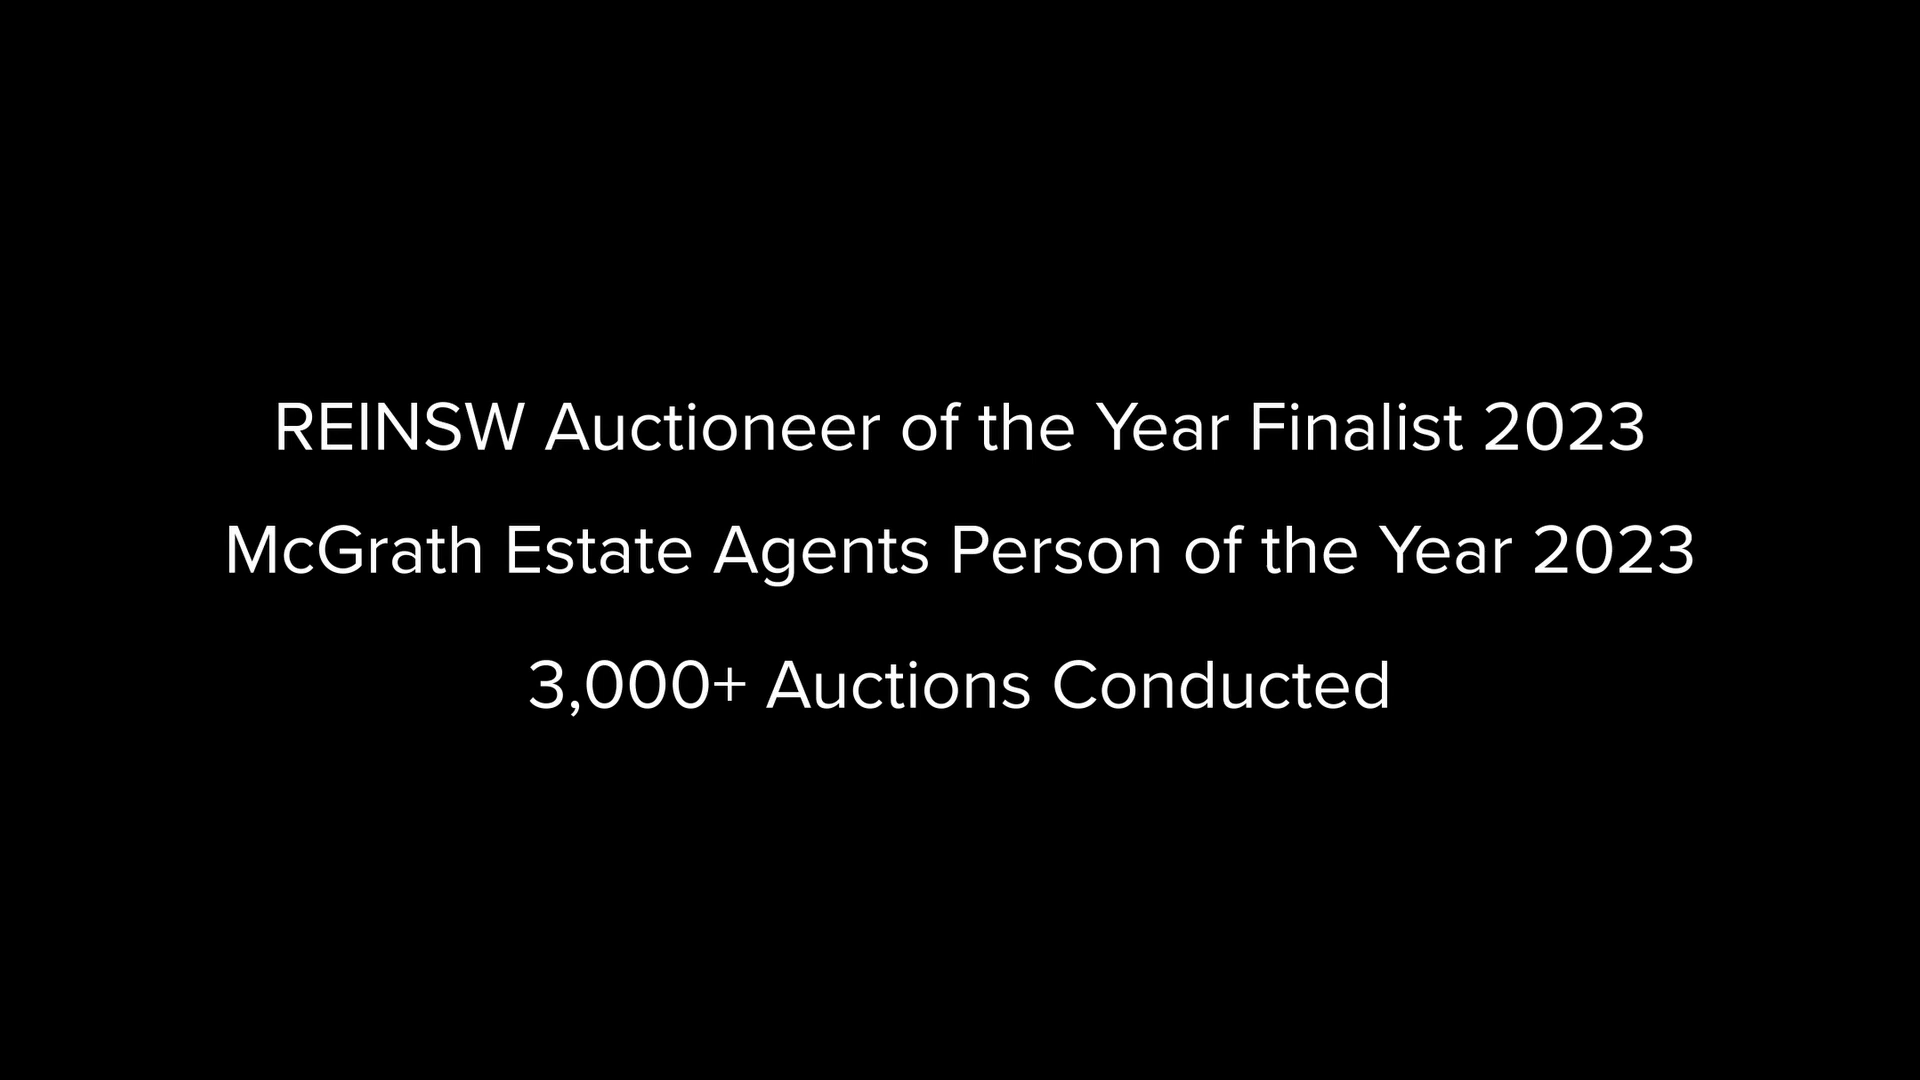 REINSW Auctioneer of the Year Finalist 2023
McGrath Estate Agents Person of the Year 2023
3,000+ Auctions Conducted